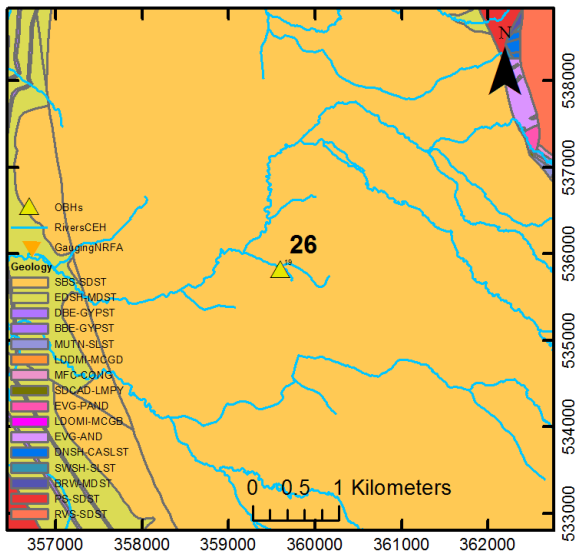 N
538000
537000
536000
535000
534000
533000
OBHs
RiversCEH
GaugingNRFA
26
19
Geology
SBS-SDST
EDSH-MDST
DBE-GYPST
BBE-GYPST
MUTN-SLST
LDDMI-MCGD
MFC-CONG
SDCAD-LMPY
EVG-PAND
LDOMI-MCGB
EVG-AND
DNSH-CASLST
SWSH-SLST
BRW-MDST
PS-SDST
RVS-SDST
0 0.5 1 Kilometers
357000 358000 359000 360000 361000 362000